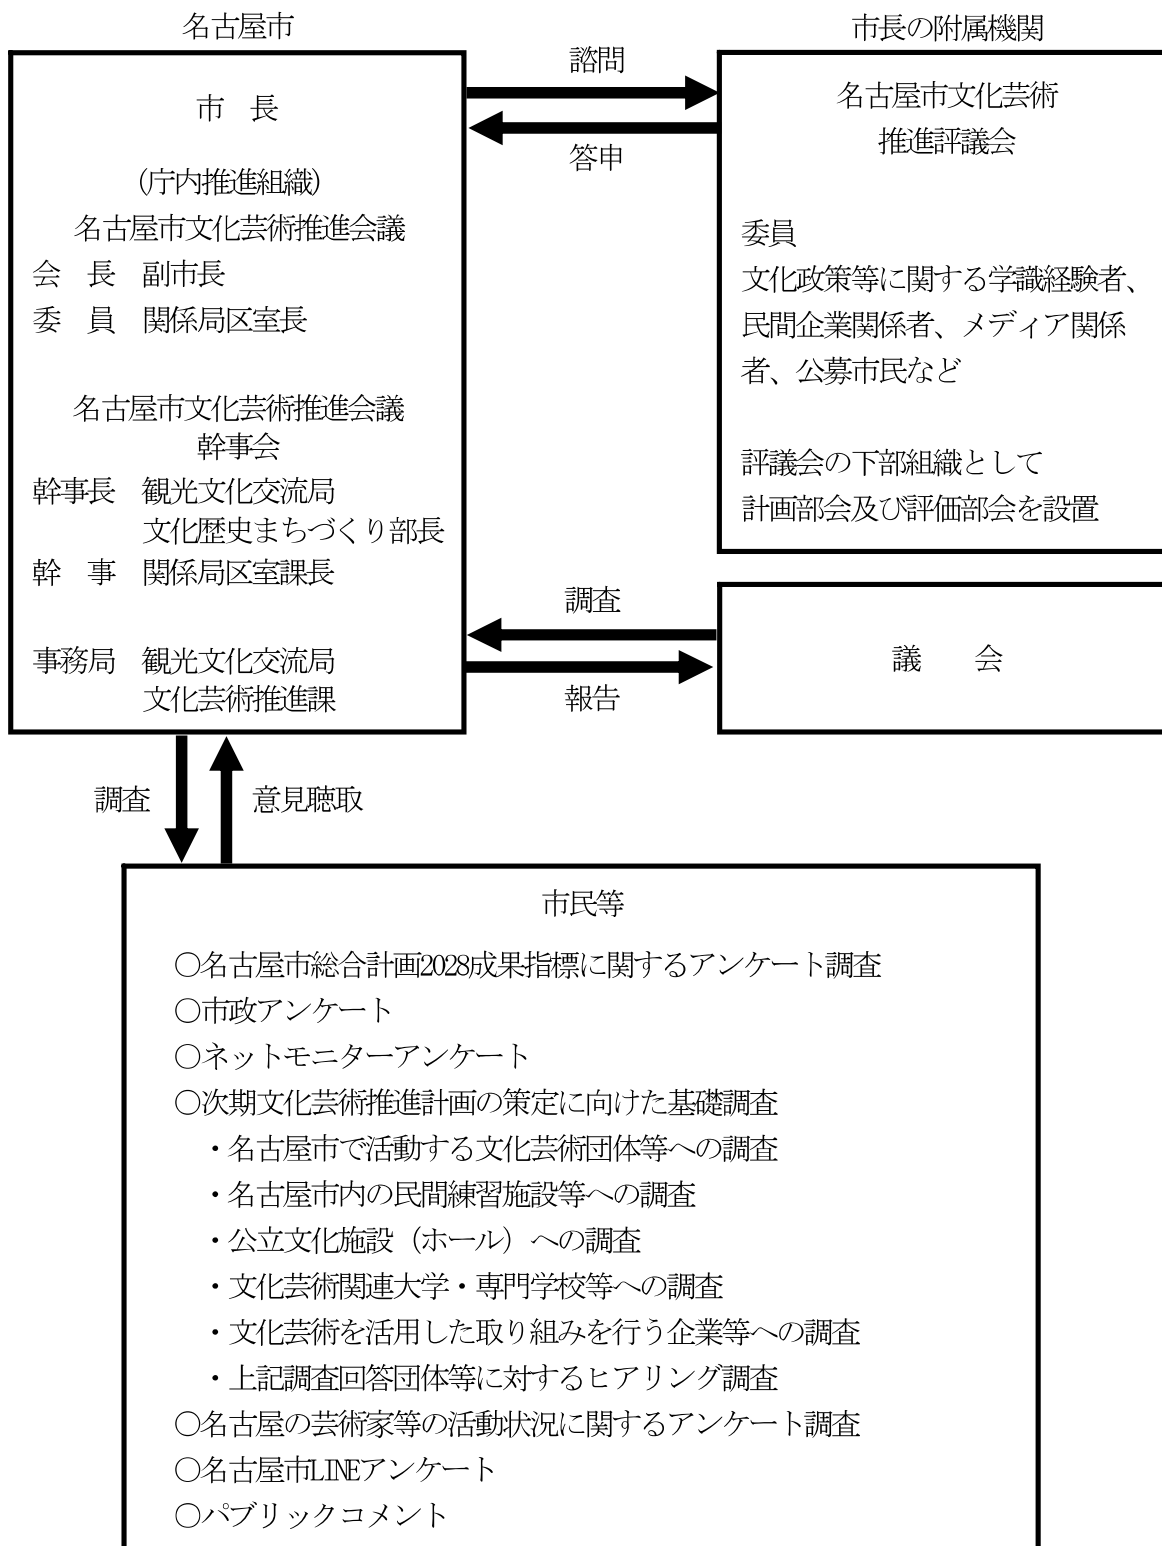 名古屋市
市　長
（庁内推進組織）
名古屋市文化芸術推進会議
会　長　副市長
委　員　関係局区室長
名古屋市文化芸術推進会議
幹事会
幹事長　観光文化交流局
文化歴史まちづくり部長
幹　事　関係局区室課長
事務局　観光文化交流局
文化芸術推進課
諮問
答申
市長の附属機関
名古屋市文化芸術
推進評議会
委員
文化政策等に関する学識経験者、
民間企業関係者、メディア関係
者、公募市民など
評議会の下部組織として
計画部会及び評価部会を設置
調査
報告
議　　会
調査
意見聴取
市民等
○名古屋市総合計画2028成果指標に関するアンケート調査
○市政アンケート
○ネットモニターアンケート
○次期文化芸術推進計画の策定に向けた基礎調査
・名古屋市で活動する文化芸術団体等への調査
・名古屋市内の民間練習施設等への調査
・公立文化施設（ホール）への調査
・文化芸術関連大学・専門学校等への調査
・文化芸術を活用した取り組みを行う企業等への調査
・上記調査回答団体等に対するヒアリング調査
○名古屋の芸術家等の活動状況に関するアンケート調査
○名古屋市LINEアンケート
○パブリックコメント